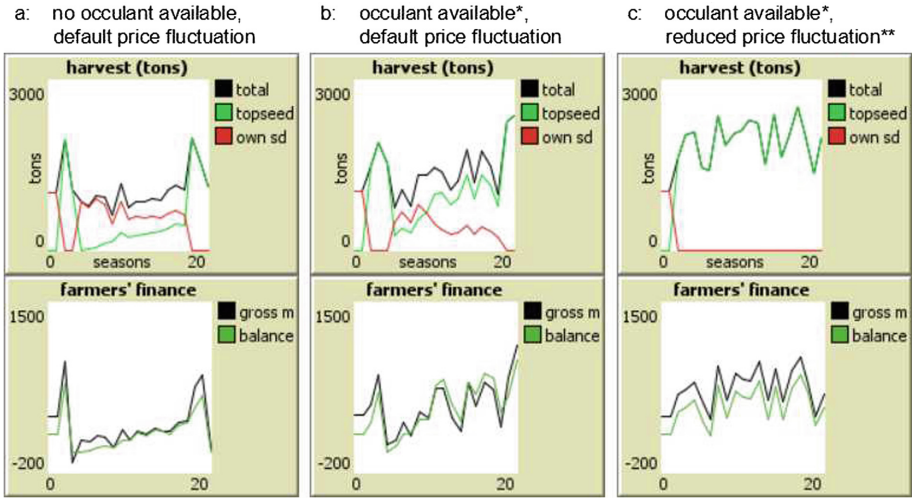 a: no occulant available,
default price fluctuation
b: occulant available*,
default price fluctuation
c: occulant available*,
reduced price fluctuation**
harvest (tons)
3000
tons
0
0 seasons 20
total
topseed
own sd
harvest (tons)
3000
tons
0
0 seasons 20
total
topseed
own sd
harvest (tons)
3000
tons
0
0 seasons 20
total
topseed
own sd
farmers' finance
1500
-200
0 20
gross m
balance
farmers' finance
1500
-200
0 20
gross m
balance
farmers' finance
1500
-200
0 20
gross m
balance